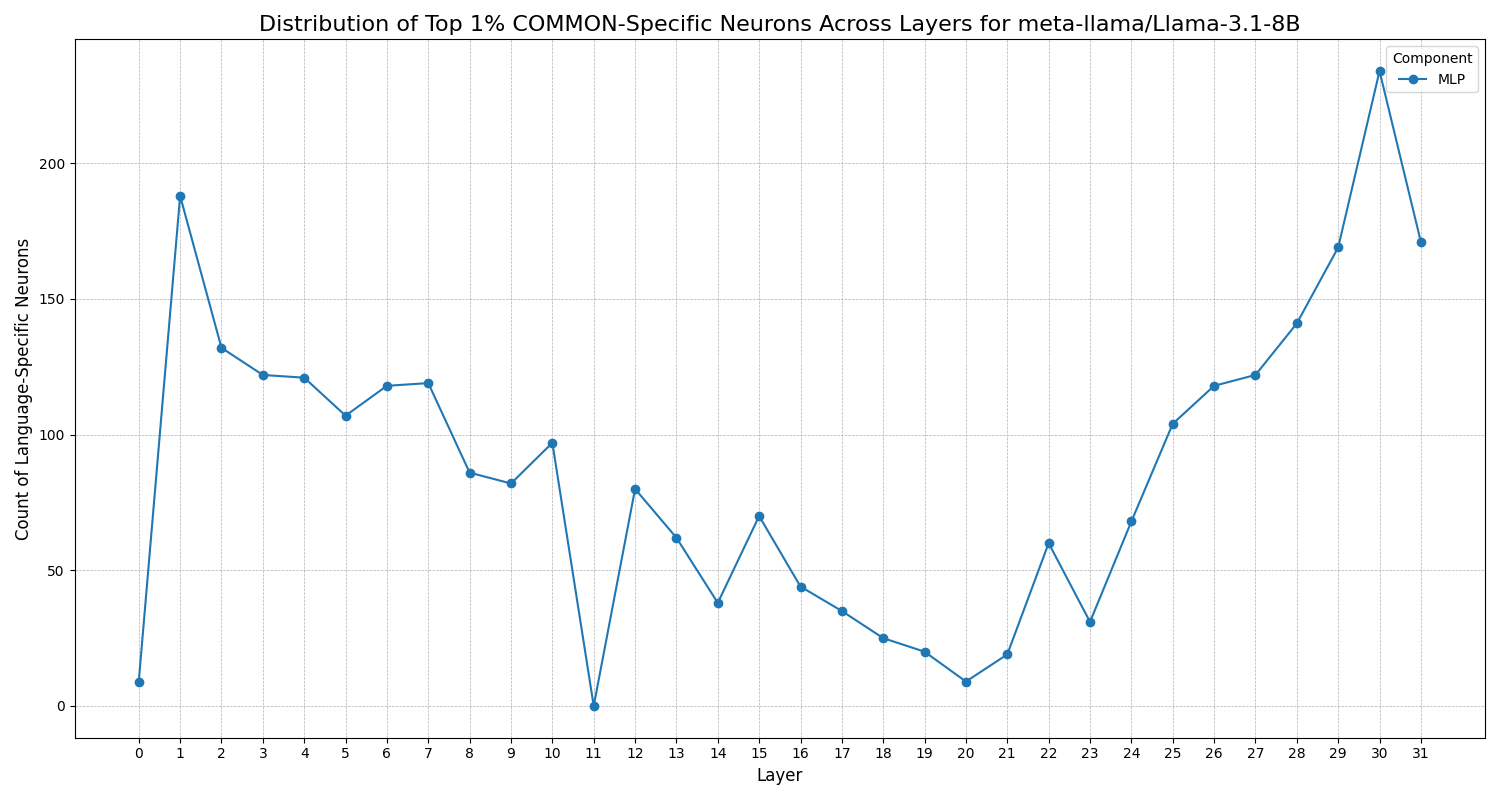 Distribution of Top 1% COMMON-Specific Neurons Across Layers for meta-llama/Llama-3.1-8B
Component
MLP
Count of Language-Specific Neurons
200
150
100
50
0
0 1 2 3 4 5 6 7 8 9 10 11 12 13 14 15 16 17 18 19 20 21 22 23 24 25 26 27 28 29 30 31
Layer